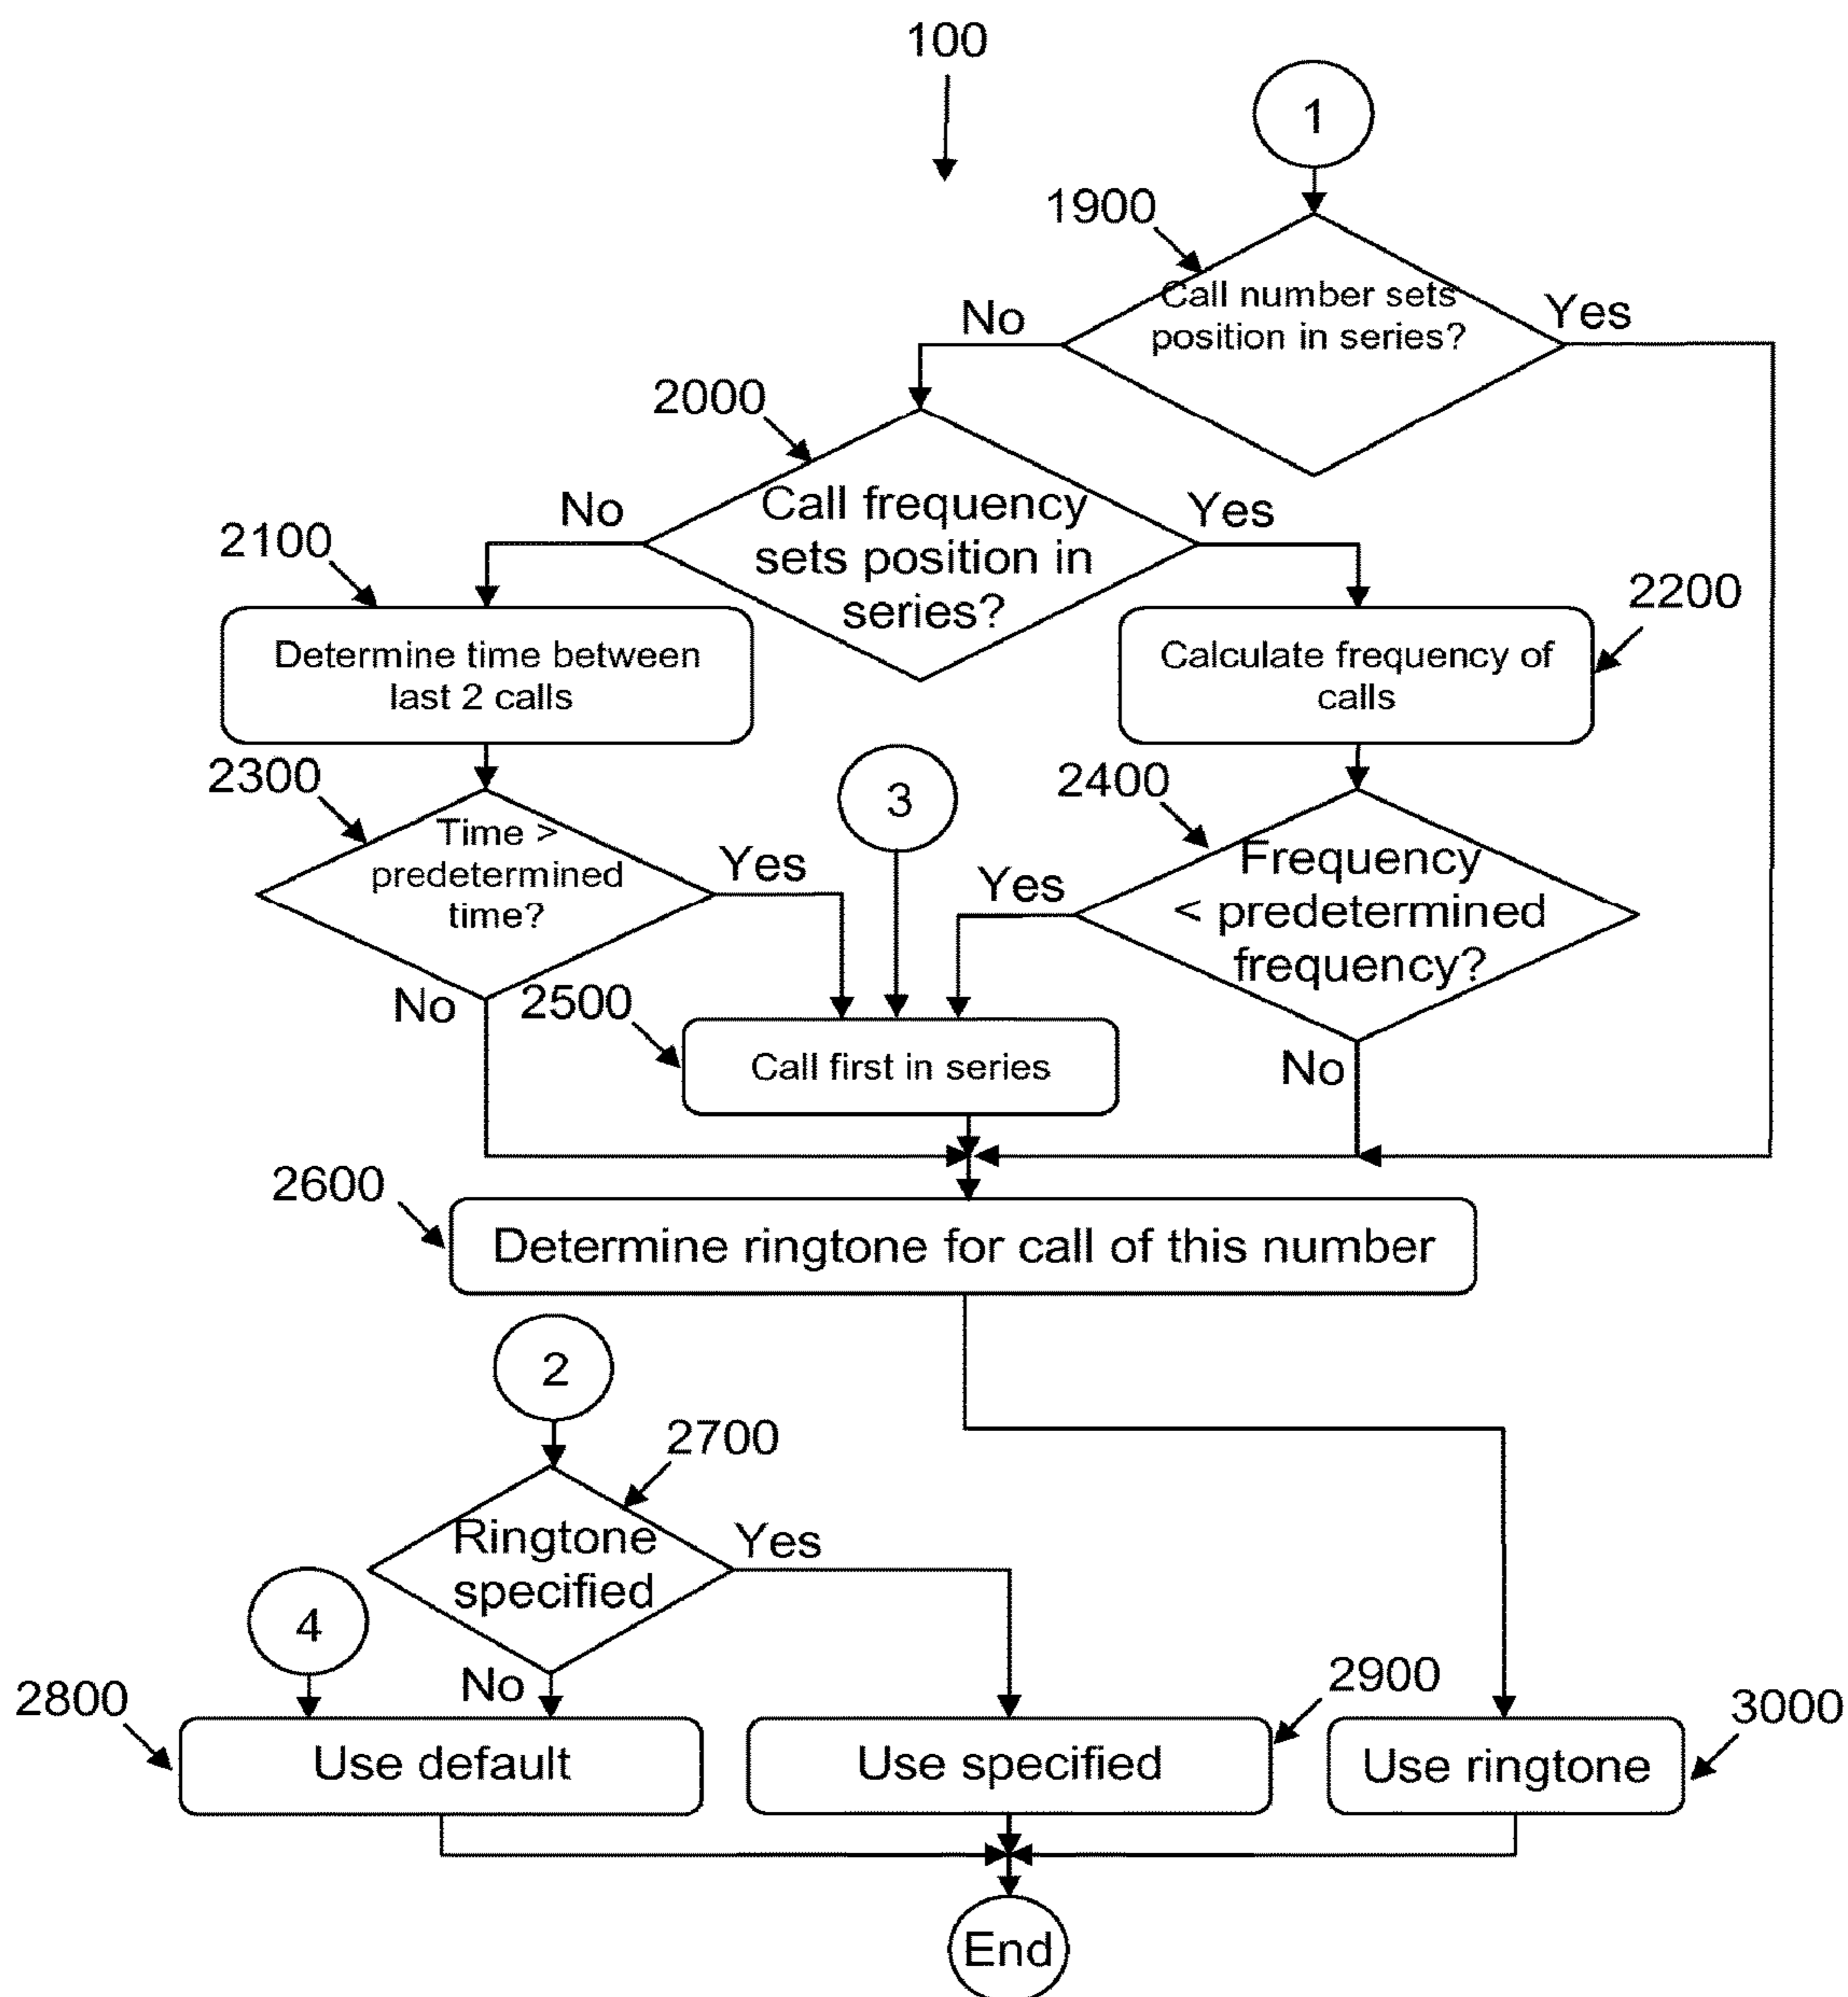 100
1
1900
Call number sets
position in series?
No
Yes
2000
Call frequency
sets position in
series?
No
Yes
2100
Determine time between
last 2 calls
2200
Calculate frequency of
calls
2300
Time >
predetermined
time?
Yes
No
3
2400
Frequency
< predetermined
frequency?
Yes
No
2500
Call first in series
2600
Determine ringtone for call of this number
2
2700
Ringtone
specified
Yes
No
4
2800
Use default
2900
Use specified
3000
Use ringtone
End